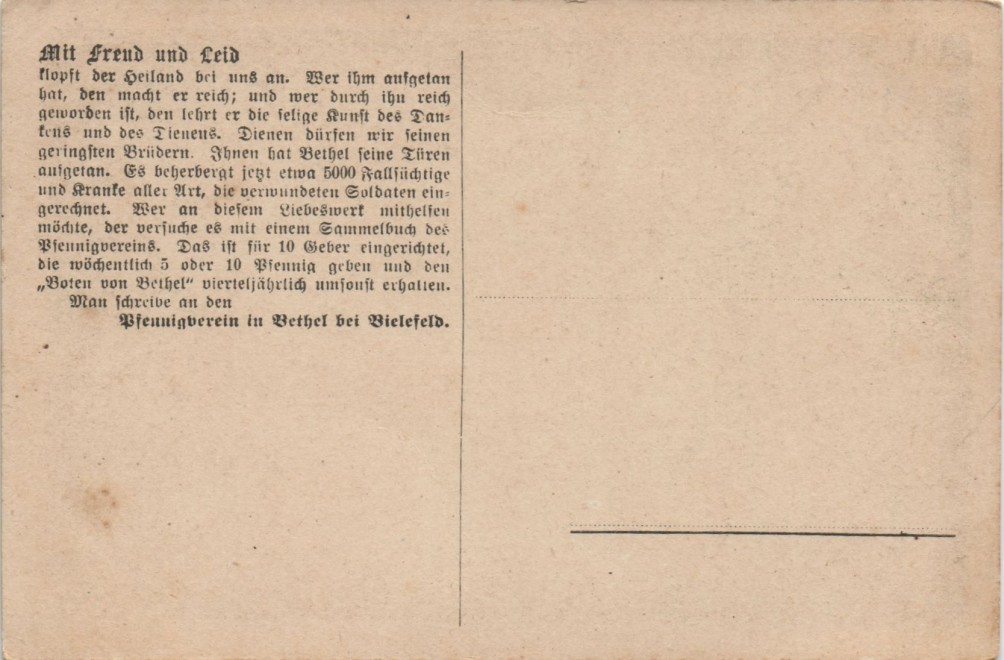 Mit Freud und Leid
klopft der Heiland bei uns an. Wer ihm aufgetan
hat, den macht er reich; und wer durch ihn reich
geworden ist, den lehrt er die selige Kunst des Dan-
kens und des Dienens. Dienen dürfen wir seinen
geringsten Brüdern. Ihnen hat Bethel seine Türen
aufgetan. Es beherbergt jetzt etwa 5000 Fallsüchtige
und Kranke aller Art, die verwundeten Soldaten ein-
gerechnet. Wer an diesem Liebeswerk mithelfen
möchte, der versuche es mit einem Sammelbuch des
Pfennigvereins. Das ist für 10 Geber eingerichtet,
die wöchentlich 5 oder 10 Pfennig geben und den
„Boten von Bethel“ vierteljährlich umsonst erhalten.
Man schreibe an den
Pfennigverein in Bethel bei Bielefeld.